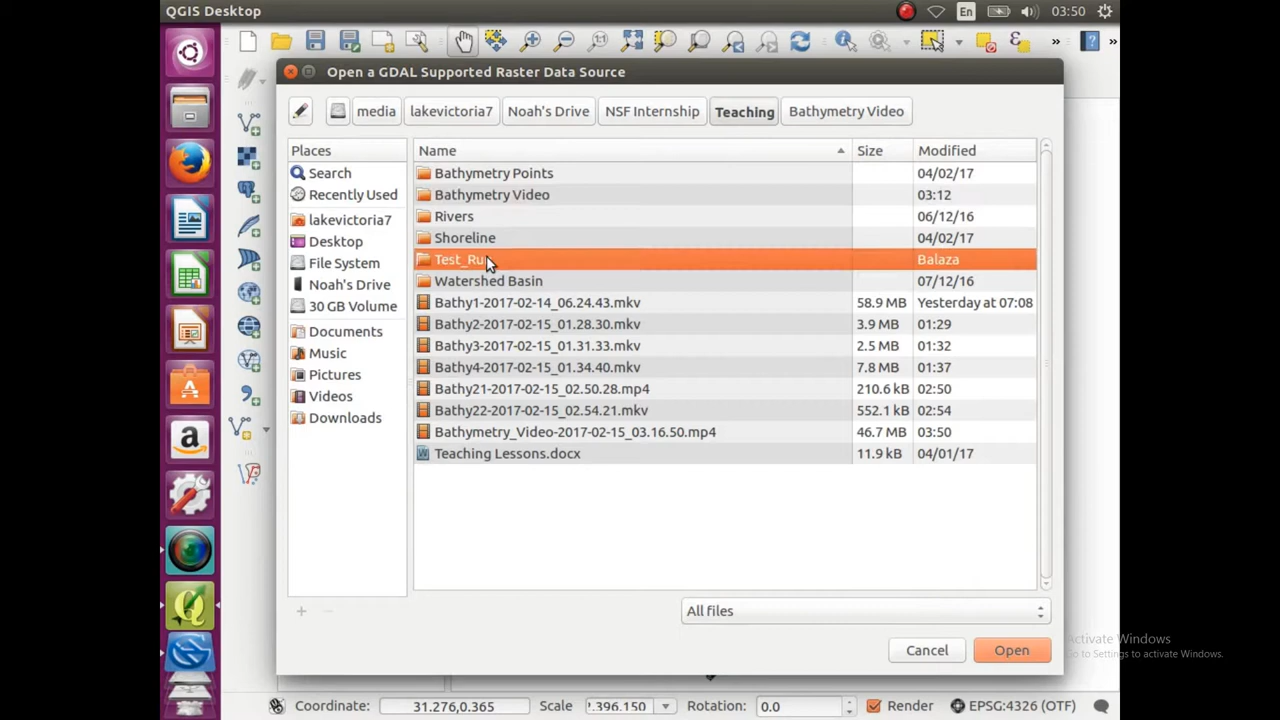 QGIS Desktop
En
03:50
Open a GDAL Supported Raster Data Source
media lakevictoria7 Noah's Drive NSF Internship Teaching Bathymetry Video
Places
Search
Recently Used
lakevictoria7
Desktop
File System
Noah's Drive
30 GB Volume
Documents
Music
Pictures
Videos
Downloads
Name Size Modified
Bathymetry Points 04/02/17
Bathymetry Video 03:12
Rivers 06/12/16
Shoreline 04/02/17
Test_Ru Balaza
Watershed Basin 07/12/16
Bathy1-2017-02-14_06.24.43.mkv 58.9 MB Yesterday at 07:08
Bathy2-2017-02-15_01.28.30.mkv 3.9 MB 01:29
Bathy3-2017-02-15_01.31.33.mkv 2.5 MB 01:32
Bathy4-2017-02-15_01.34.40.mkv 7.8 MB 01:37
Bathy21-2017-02-15_02.50.28.mp4 210.6 kB 02:50
Bathy22-2017-02-15_02.54.21.mkv 552.1 kB 02:54
Bathymetry_Video-2017-02-15_03.16.50.mp4 46.7 MB 03:50
Teaching Lessons.docx 11.9 kB 04/01/17
All files
Cancel Open
Activate Windows
Go to Settings to activate Windows.
Coordinate: 31.276,0.365 Scale !.396.150 Rotation: 0.0 Render EPSG:4326 (OTF)